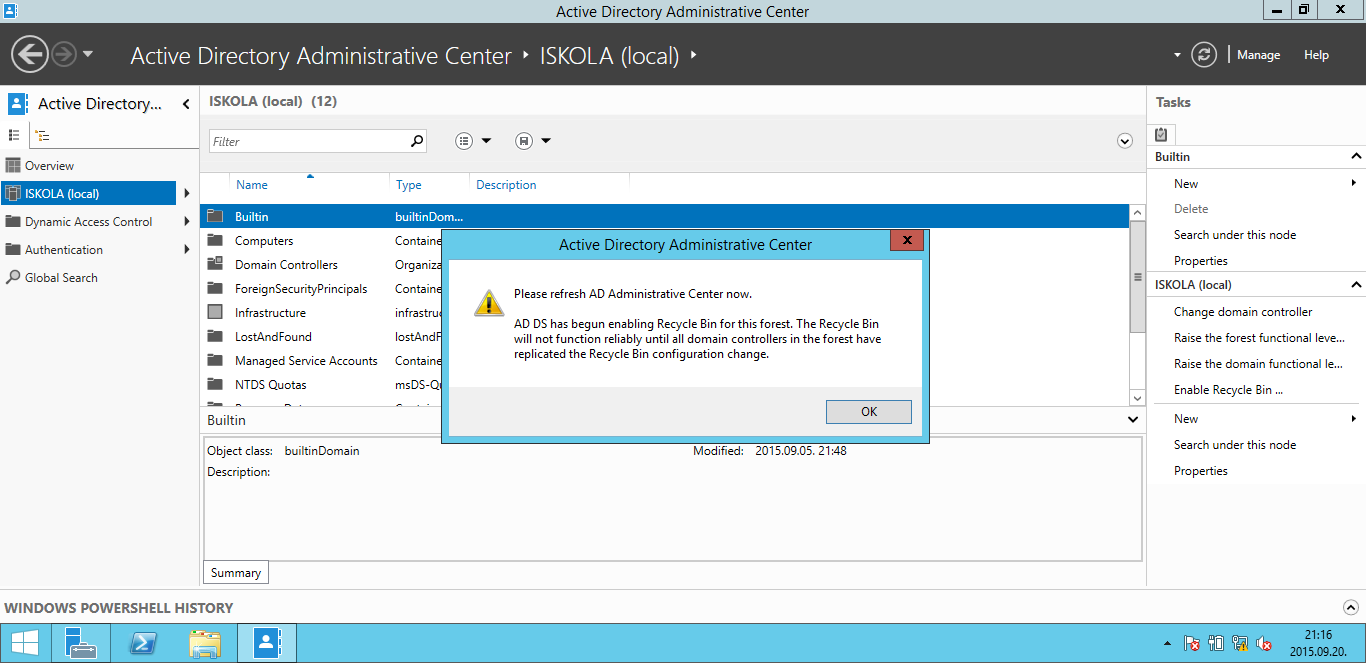 Active Directory Administrative Center
Active Directory Administrative Center ISKOLA (local)
Manage Help
Active Directory...
Overview
ISKOLA (local)
Dynamic Access Control
Authentication
Global Search
ISKOLA (local) (12)
Filter
Name Type Description
Builtin builtinDom...
Computers Containe
Domain Controllers Organiza
ForeignSecurityPrincipals Containe
Infrastructure infrastruc
LostAndFound lostAndF
Managed Service Accounts Containe
NTDS Quotas msDS-Qu
Active Directory Administrative Center
Please refresh AD Administrative Center now.
AD DS has begun enabling Recycle Bin for this forest. The Recycle Bin
will not function reliably until all domain controllers in the forest have
replicated the Recycle Bin configuration change.
OK
Builtin
Object class: builtinDomain Modified: 2015.09.05. 21:48
Description:
Summary
Tasks
Builtin
New
Delete
Search under this node
Properties
ISKOLA (local)
Change domain controller
Raise the forest functional leve...
Raise the domain functional le...
Enable Recycle Bin ...
New
Search under this node
Properties
WINDOWS POWERSHELL HISTORY
21:16
2015.09.20.